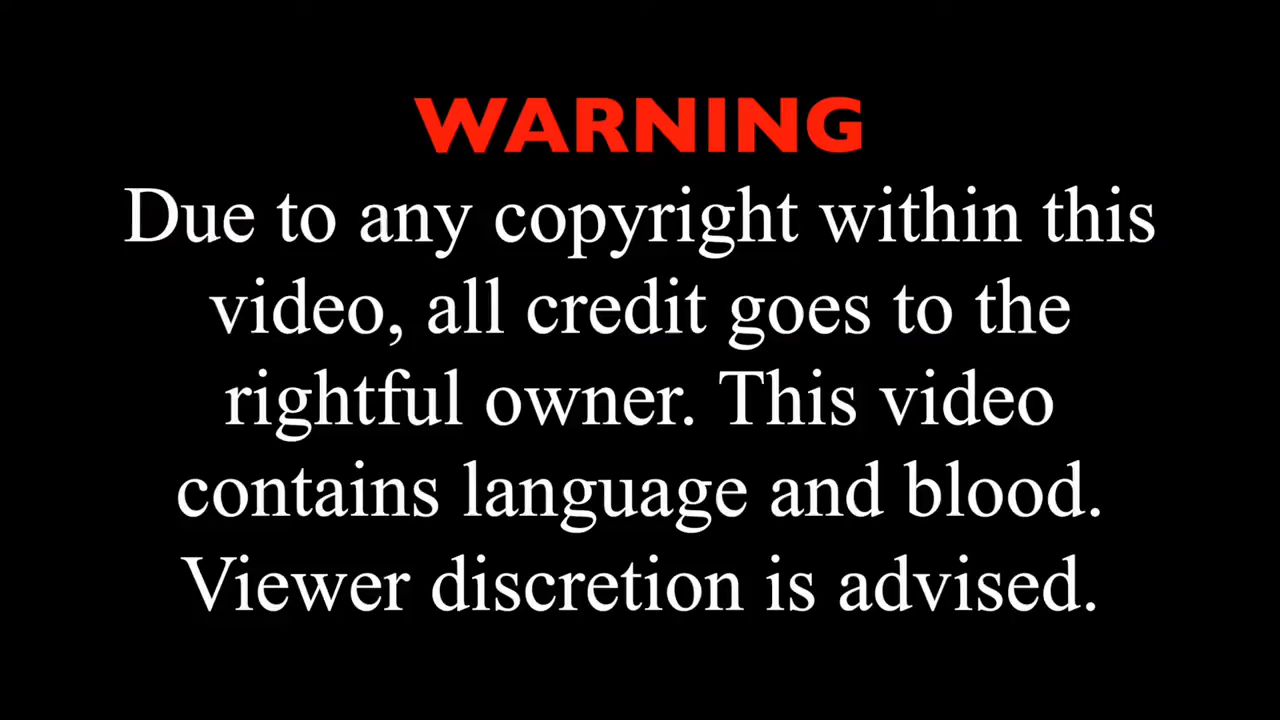 WARNING
Due to any copyright within this
video, all credit goes to the
rightful owner. This video
contains language and blood.
Viewer discretion is advised.